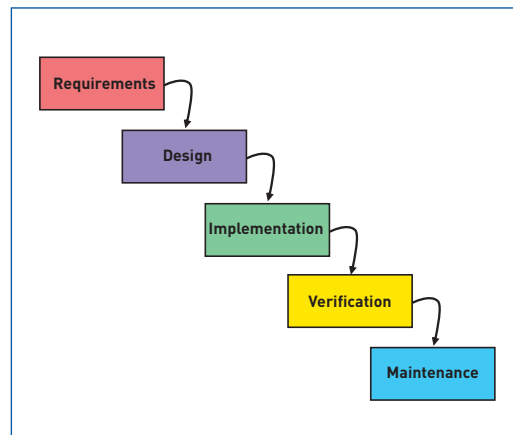 Requirements
Design
Implementation
Verification
Maintenance